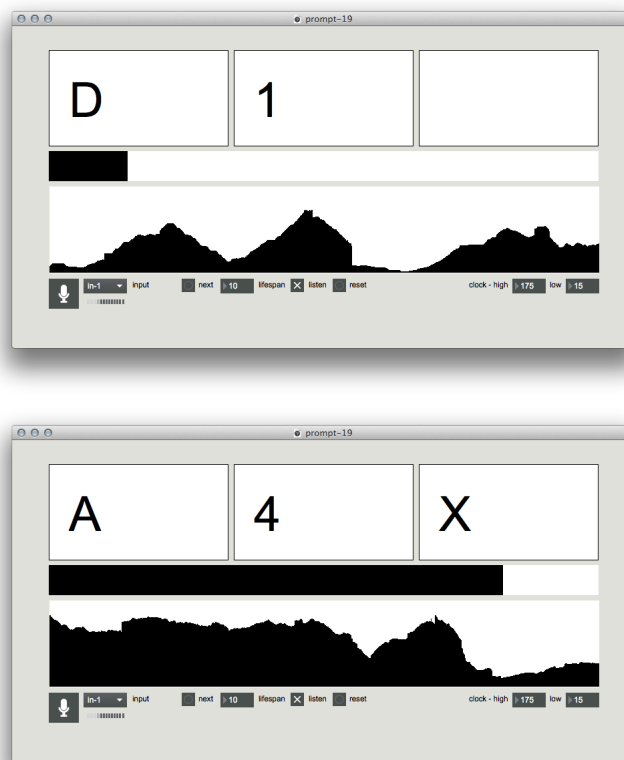 prompt-19
D 1
in-1 input next 10 lifespan listen reset clock - high 175 low 15
prompt-19
A 4 X
in-1 input next 10 lifespan listen reset clock - high 175 low 15